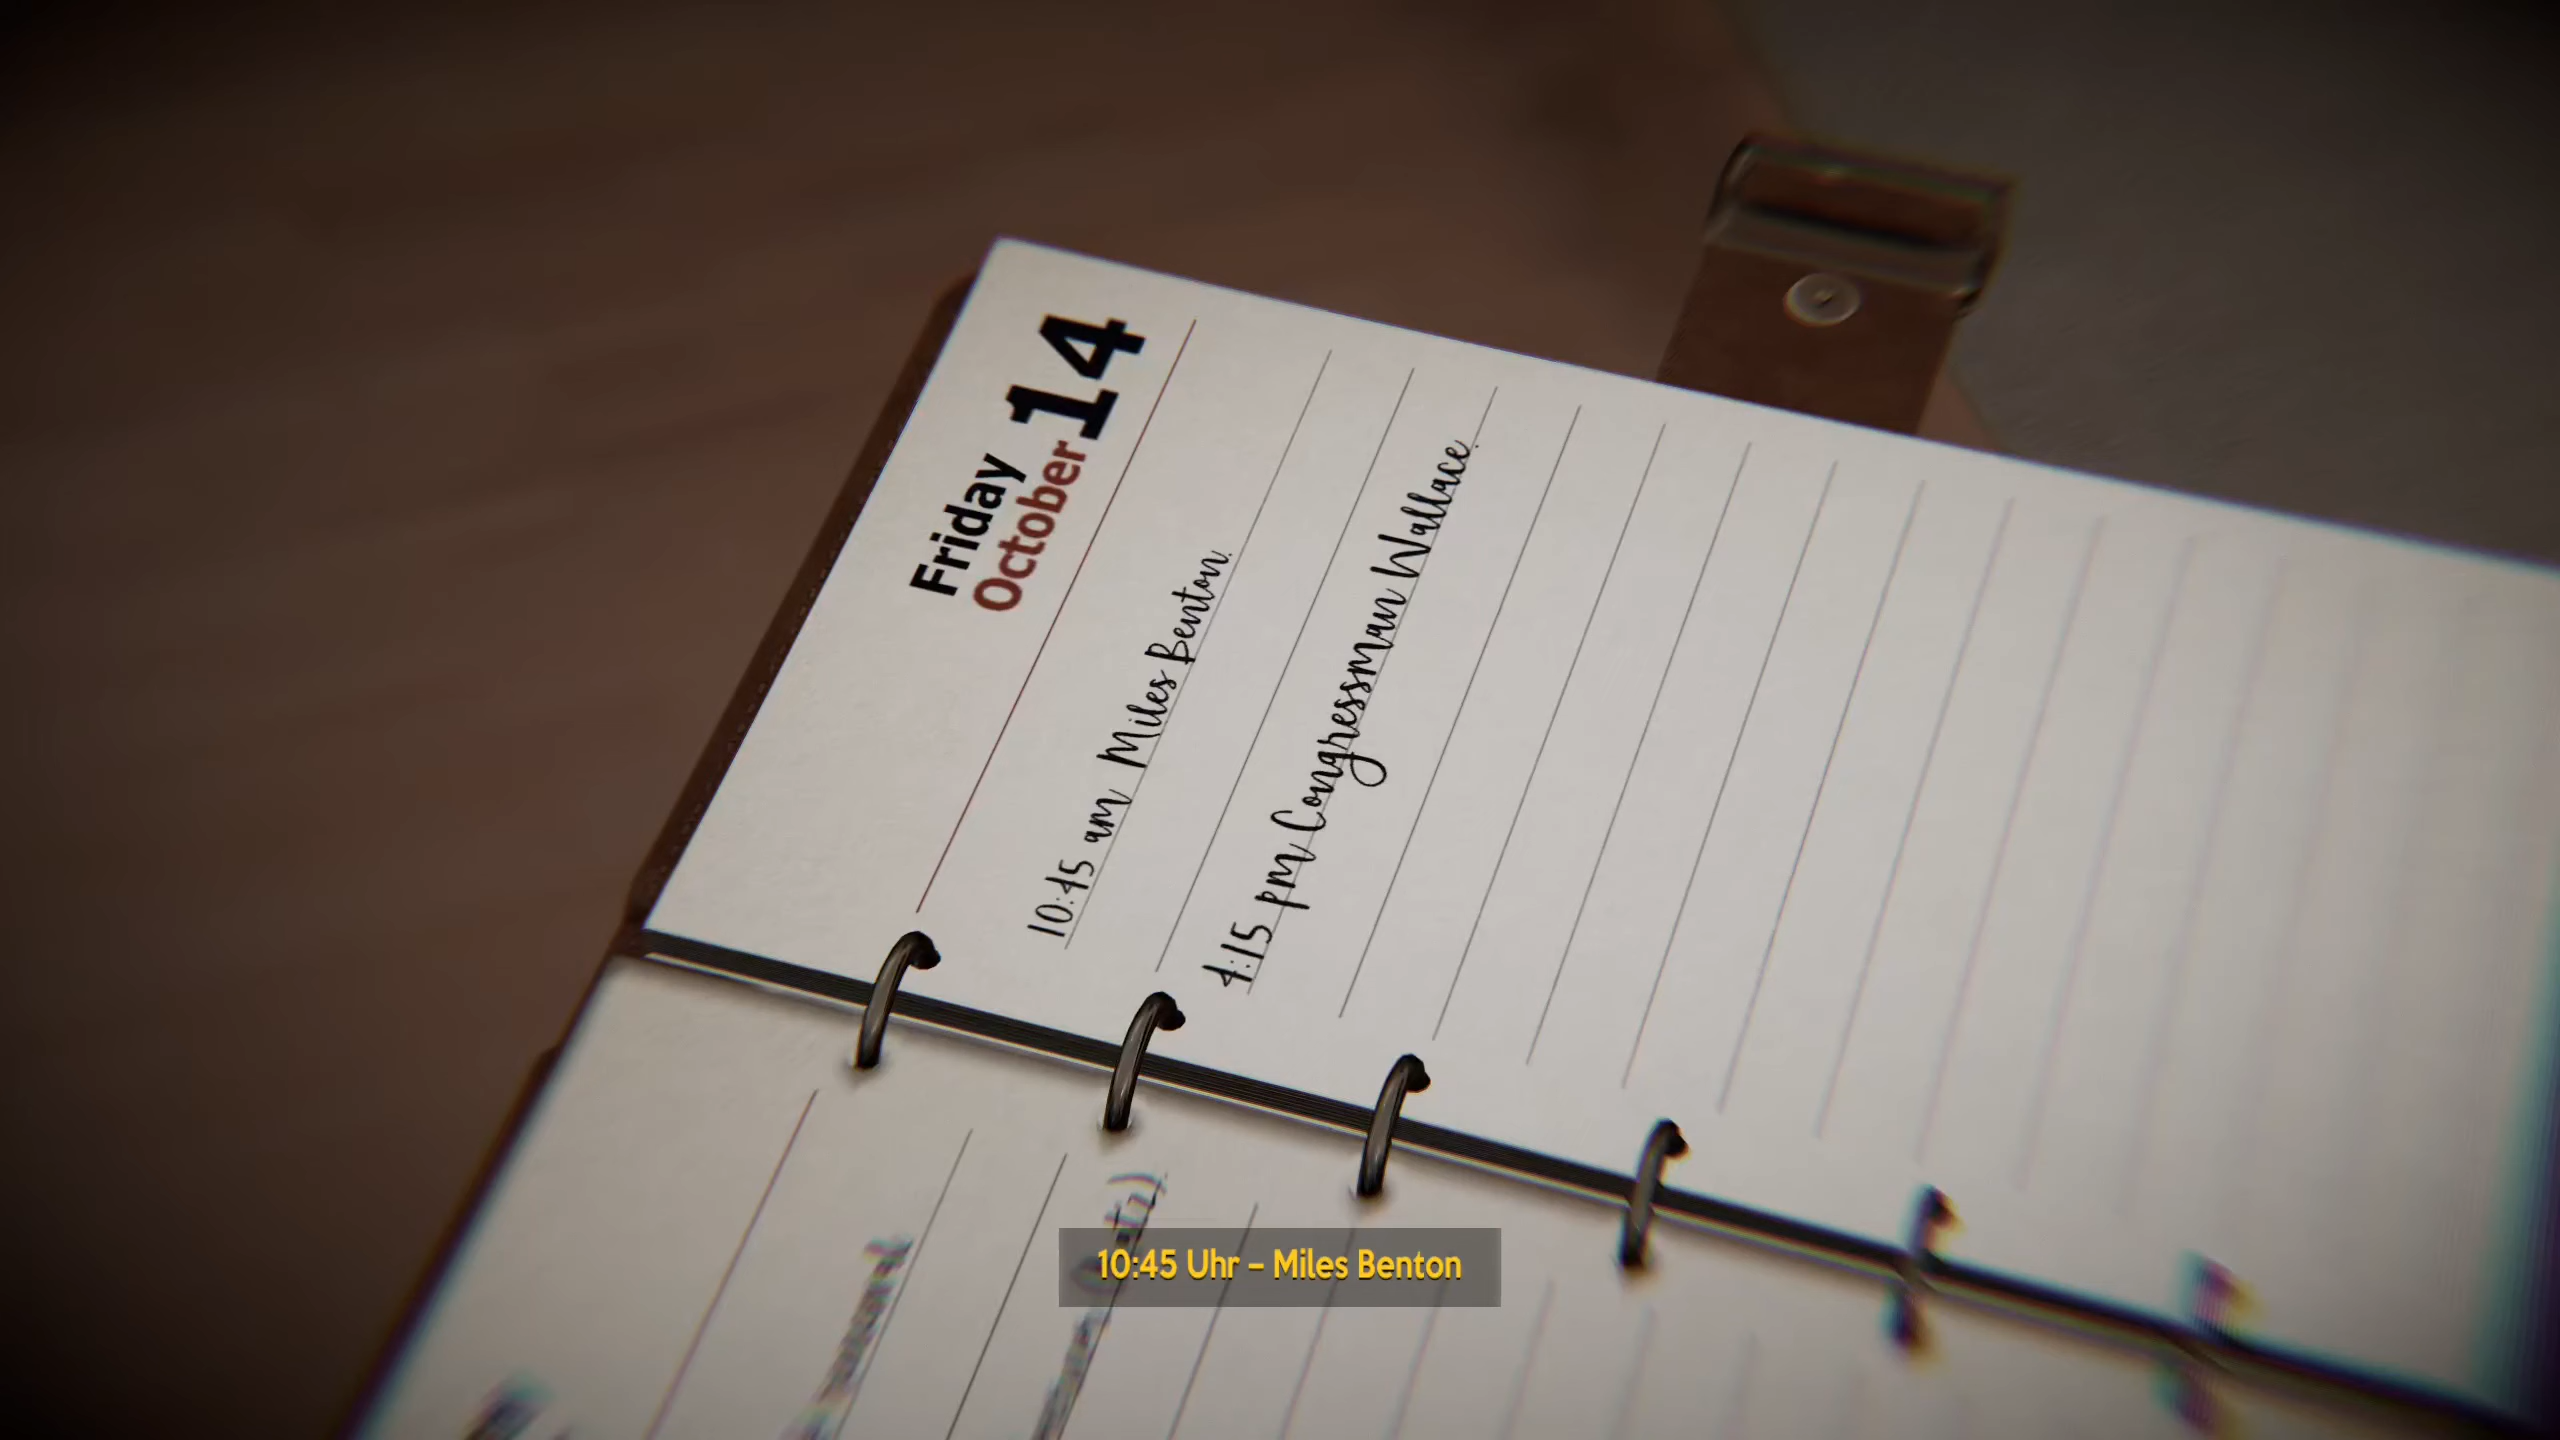 Friday
October 14
10:45 am Miles Benton.
4:15 pm Congressman Wallace.
10:45 Uhr – Miles Benton